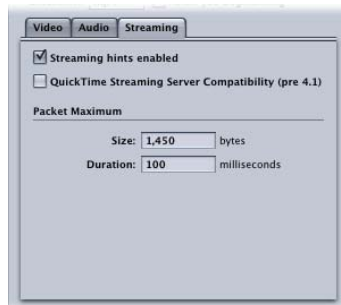 Video Audio Streaming
Streaming hints enabled
QuickTime Streaming Server Compatibility (pre 4.1)
Packet Maximum
Size: 1,450 bytes
Duration: 100 milliseconds